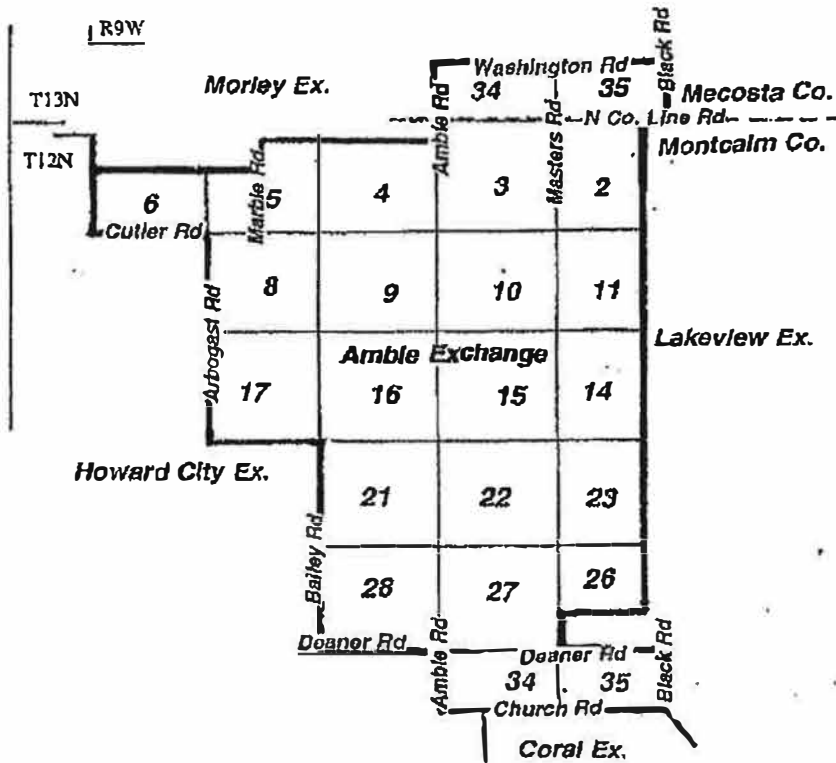 R9W
Black Rd
Washington Rd
Morley Ex.
34
35
Mecosta Co.
T13N
N Co. Line Rd
T12N
Amble Rd
Masters Rd
Montcalm Co.
6
Marble Rd
5
4
3
2
Cutler Rd
Arbogast Rd
8
9
10
11
Amble Exchange
Lakeview Ex.
17
16
15
14
Howard City Ex.
21
22
23
Bailey Rd
28
27
26
Deaner Rd
Amble Rd
Deaner Rd
Black Rd
34
35
Church Rd
Coral Ex.